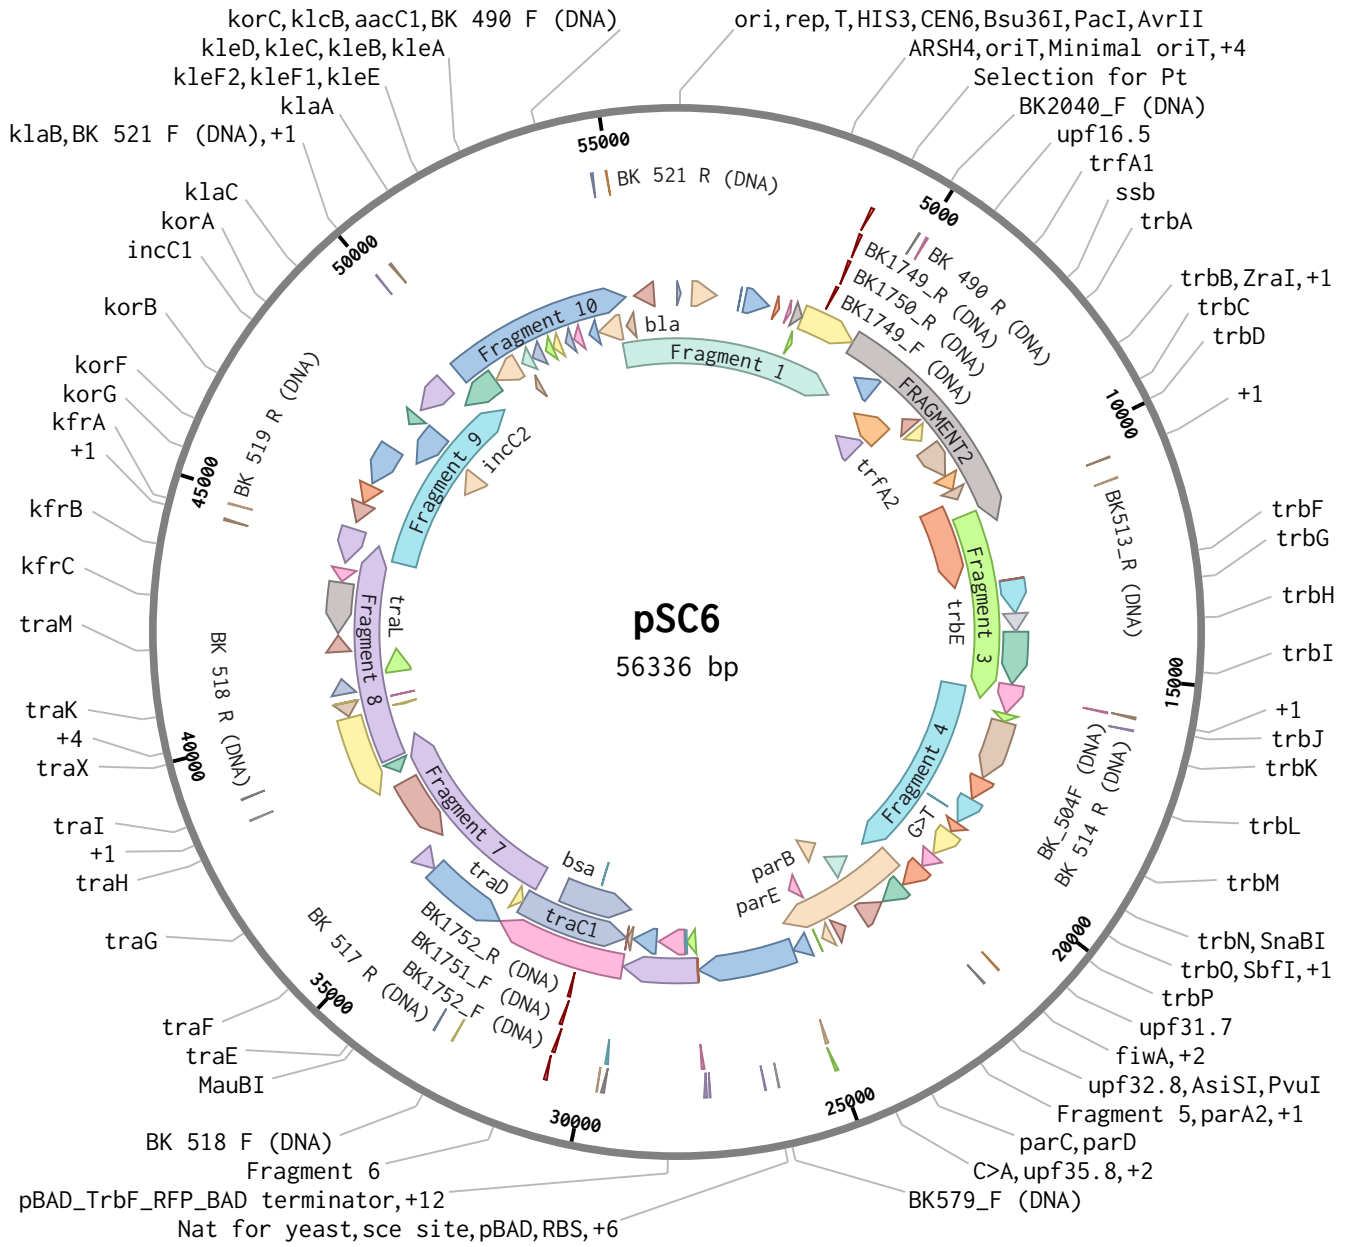 korC,klcB,aacC1,BK 490 F (DNA)
kleD,kleC,kleB,kleA
kleF2,kleF1,kleE
klaA
klaB,BK 521 F (DNA),+1
klaC
korA
incC1
korB
korF
korG
kfrA
+1
kfrB
kfrC
traM
traK
+4
traX
traI
+1
traH
traG
traF
traE
MauBI
BK 518 F (DNA)
Fragment 6
pBAD_TrbF_RFP_BAD terminator,+12
Nat for yeast,sce site,pBAD,RBS,+6
ori,rep,T,HIS3,CEN6,Bsu36I,PacI,AvrII
ARSH4,oriT,Minimal oriT,+4
Selection for Pt
BK2040_F (DNA)
upf16.5
trfA1
ssb
trbA
trbB,ZraI,+1
trbC
trbD
+1
trbF
trbG
trbH
trbI
+1
trbJ
trbK
trbL
trbM
trbN,SnaBI
trbO,SbfI,+1
trbP
upf31.7
fiwA,+2
upf32.8,AsiSI,PvuI
Fragment 5,parA2,+1
parC,parD
C>A,upf35.8,+2
BK579_F (DNA)
5000
10000
15000
20000
25000
30000
35000
40000
45000
50000
55000
BK 521 R (DNA)
BK 490 R (DNA)
BK1749_R (DNA)
BK1750_R (DNA)
BK1749_F (DNA)
BK513_R (DNA)
BK_504F (DNA)
BK 514 R (DNA)
BK1752_R (DNA)
BK1751_F (DNA)
BK1752_F (DNA)
BK 517 R (DNA)
BK 518 R (DNA)
BK 519 R (DNA)
Fragment 1
FRAGMENT2
Fragment 3
Fragment 4
Fragment 7
Fragment 8
Fragment 9
Fragment 10
bla
trfA2
trbE
G>T
parB
parE
bsa
traC1
traD
traL
incC2
pSC6
56336 bp